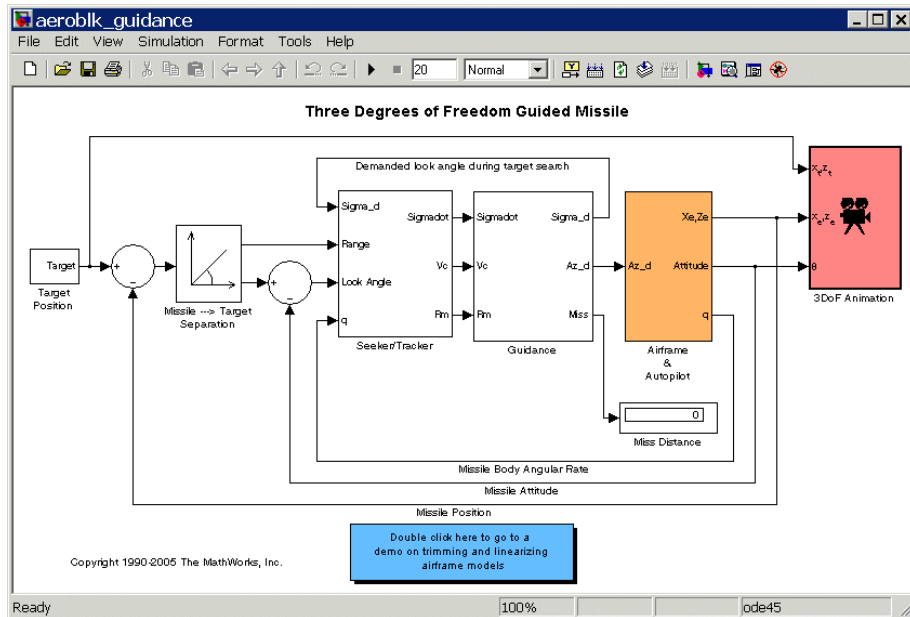 aeroblk_guidance
File Edit View Simulation Format Tools Help
20 Normal
Three Degrees of Freedom Guided Missile
Demanded look angle during target search
Target
Target
Position
+
−
Missile ---> Target
Separation
+
−
Sigma_d
Range
Look Angle
q
Sigmadot
Vc
Rm
Seeker/Tracker
Sigmadot
Vc
Rm
Sigma_d
Az_d
Miss
Guidance
Az_d
Xe,Ze
Attitude
q
Airframe
&
Autopilot
x_t,z_t
x_e,z_e
θ
3DoF Animation
0
Miss Distance
Missile Body Angular Rate
Missile Attitude
Missile Position
Double click here to go to a
demo on trimming and linearizing
airframe models
Copyright 1990-2005 The MathWorks, Inc.
Ready 100% ode45